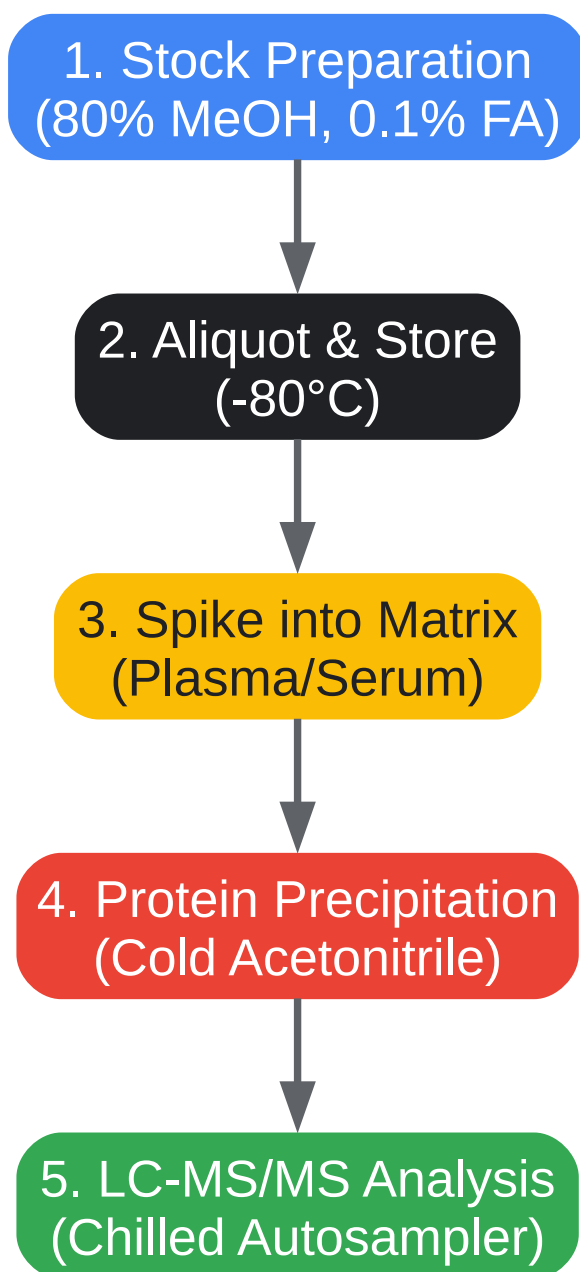 1. Stock Preparation
(80% MeOH, 0.1% FA)
2. Aliquot & Store
(-80°C)
3. Spike into Matrix
(Plasma/Serum)
4. Protein Precipitation
(Cold Acetonitrile)
5. LC-MS/MS Analysis
(Chilled Autosampler)